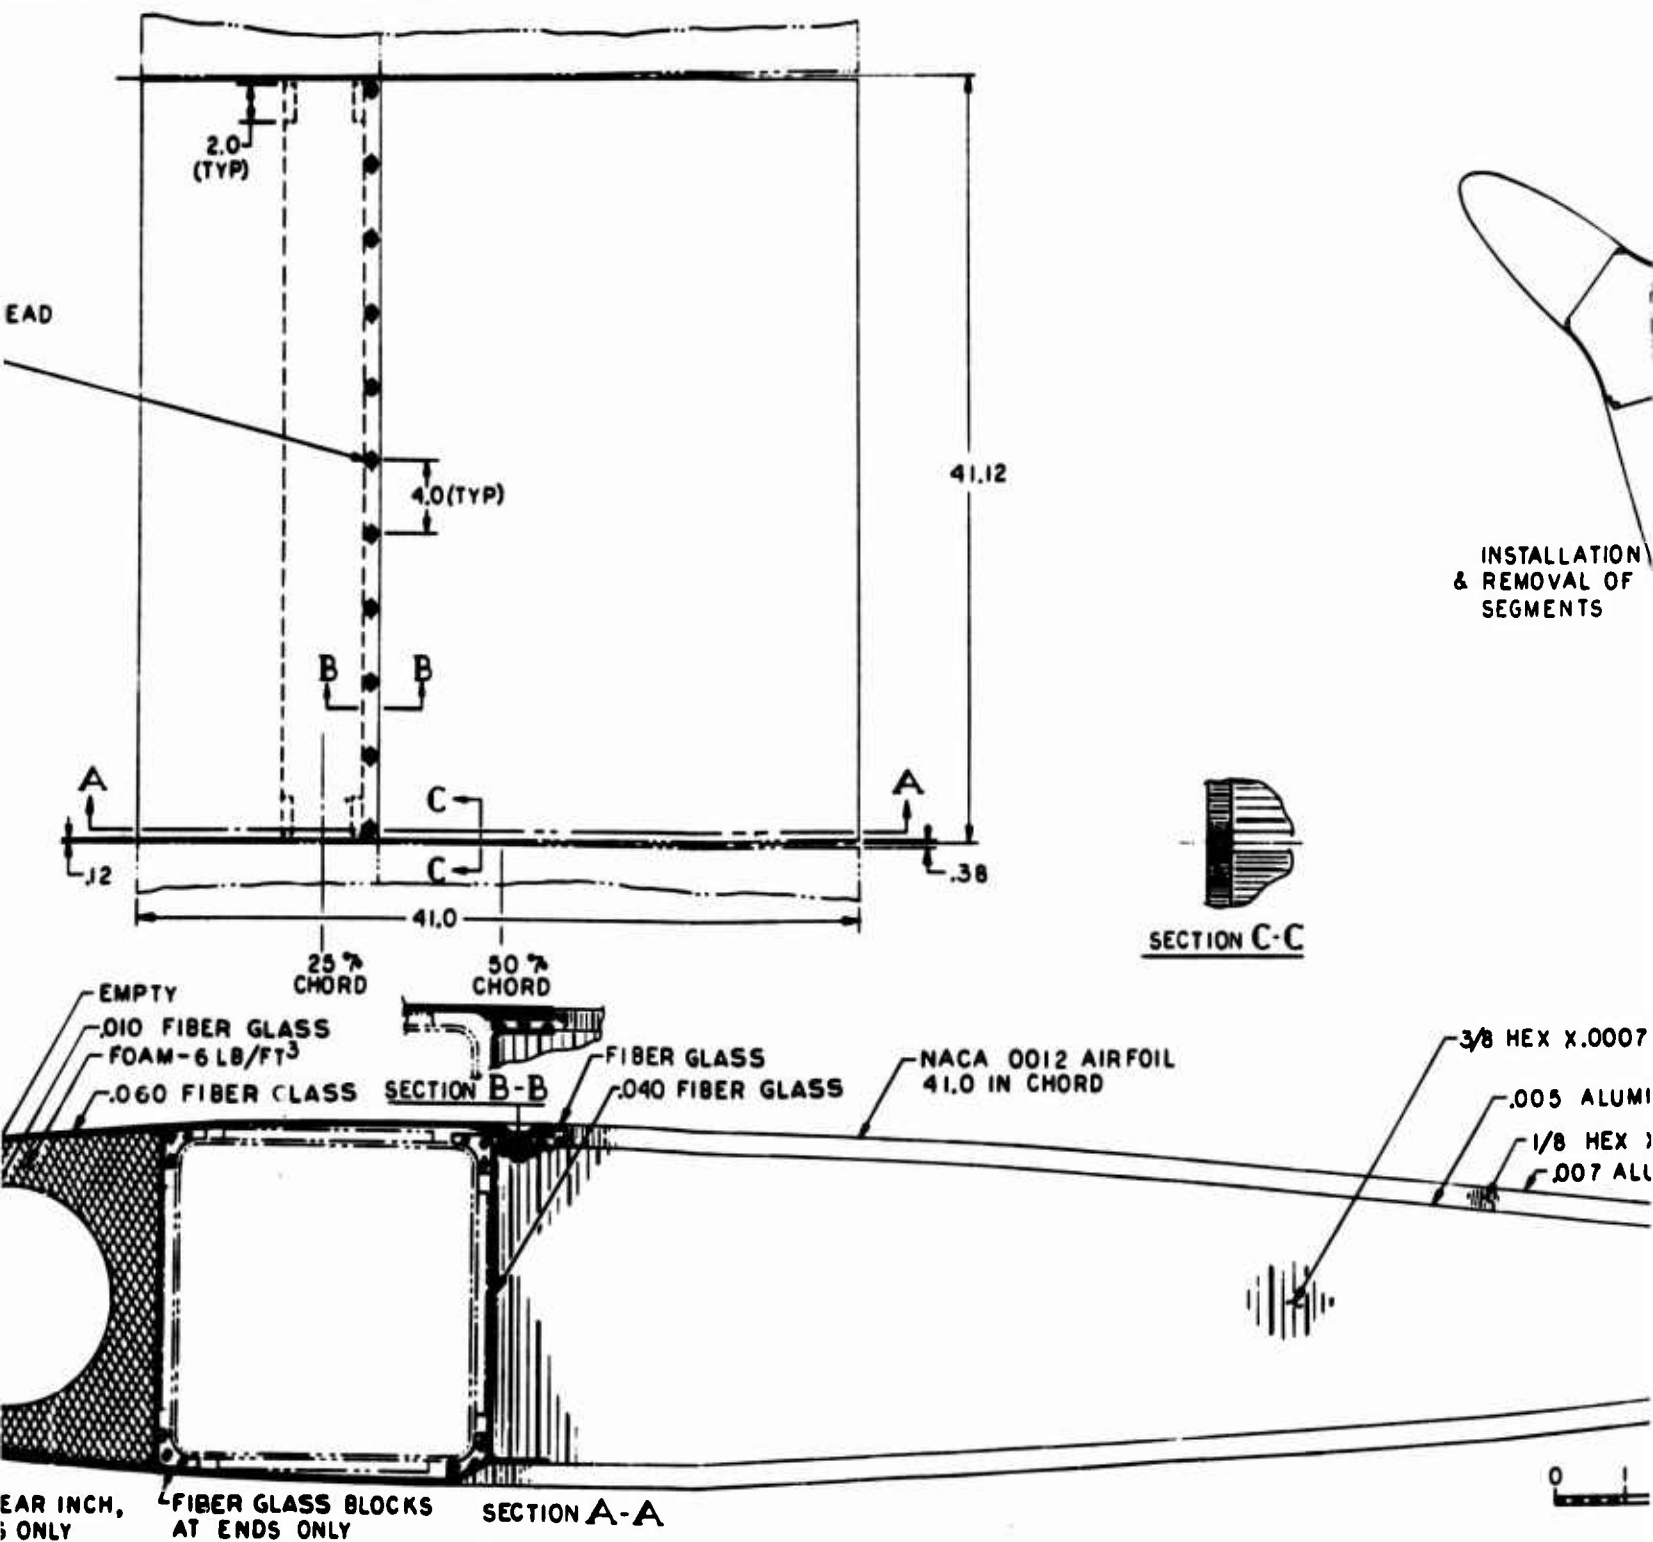 2.0
(TYP)
EAD
4.0(TYP)
41.12
INSTALLATION
& REMOVAL OF
SEGMENTS
B B
A A
C
C
.12
.38
41.0
SECTION C-C
25 %
CHORD
50 %
CHORD
EMPTY
.010 FIBER GLASS
FOAM-6 LB/FT3
.060 FIBER GLASS
SECTION B-B
FIBER GLASS
.040 FIBER GLASS
NACA 0012 AIRFOIL
41.0 IN CHORD
3/8 HEX X.0007
.005 ALUMI
1/8 HEX
.007 ALU
0 1
EAR INCH,
S ONLY
FIBER GLASS BLOCKS
AT ENDS ONLY
SECTION A-A